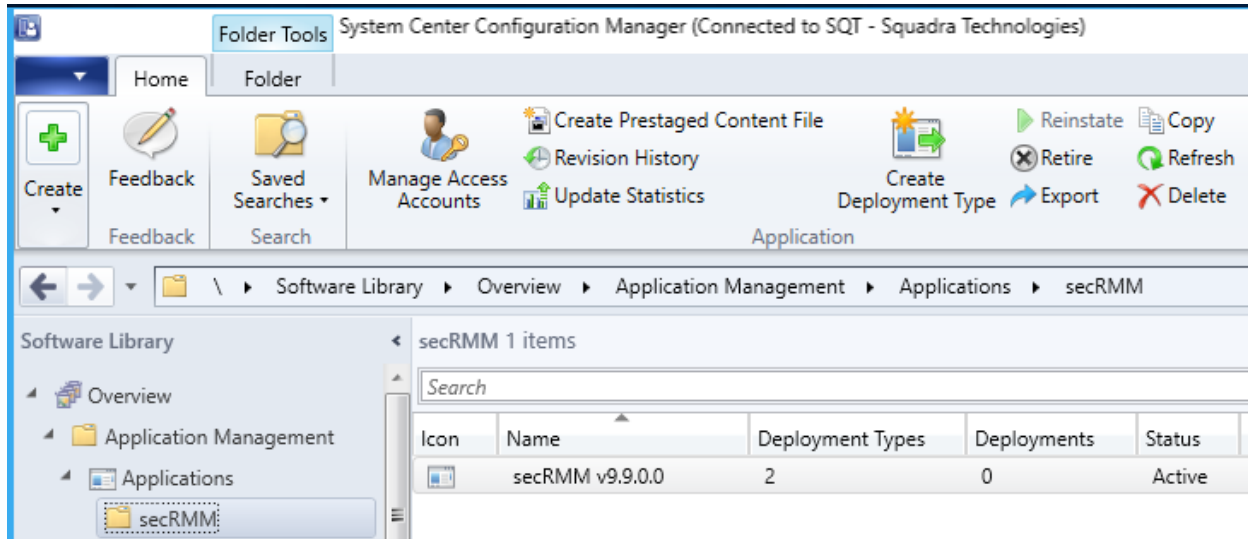 Folder Tools System Center Configuration Manager (Connected to SQT - Squadra Technologies)
Home Folder
Create
Feedback
Saved Searches
Manage Access Accounts
Create Prestaged Content File
Revision History
Update Statistics
Create Deployment Type
Reinstate
Retire
Export
Copy
Refresh
Delete
Feedback Search Application
\ Software Library Overview Application Management Applications secRMM
Software Library
Overview
Application Management
Applications
secRMM
secRMM 1 items
Search
Icon Name Deployment Types Deployments Status
secRMM v9.9.0.0 2 0 Active